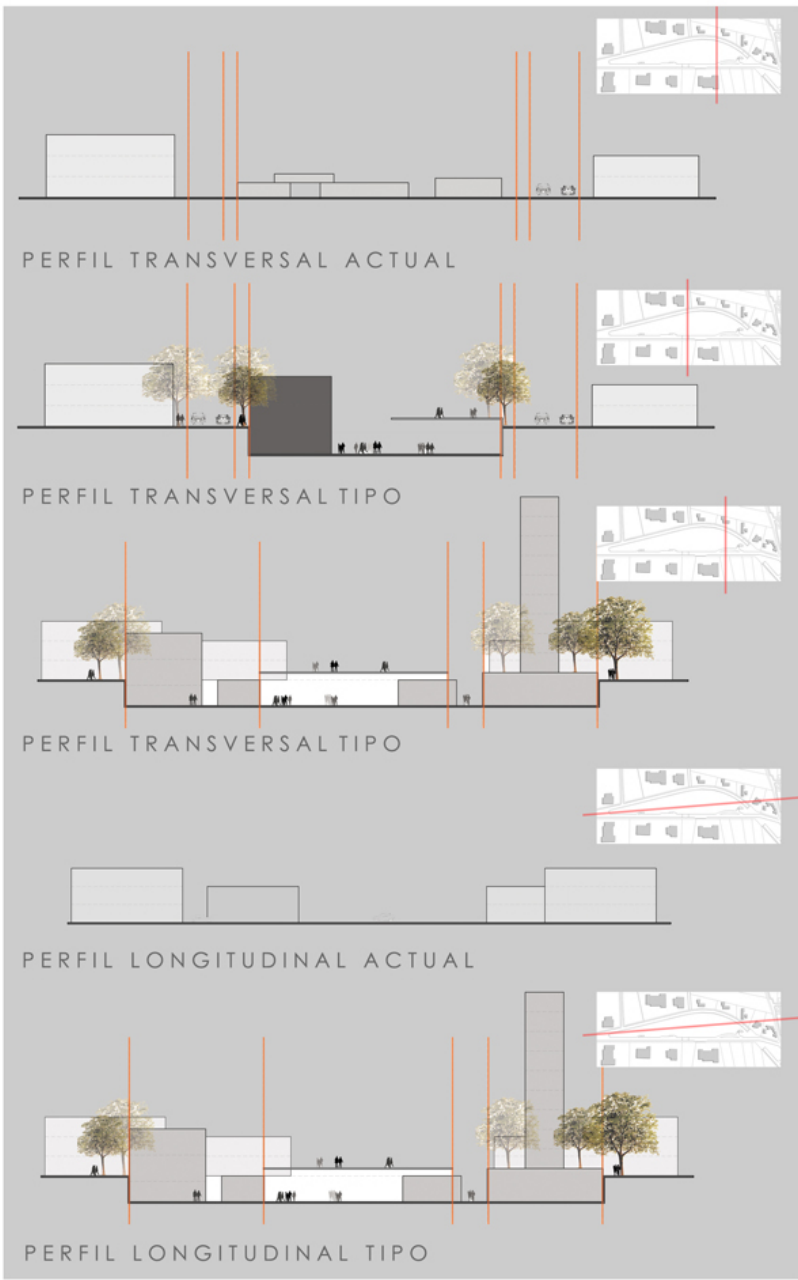 PERFIL TRANSVERSAL ACTUAL
PERFIL TRANSVERSAL TIPO
PERFIL TRANSVERSAL TIPO
PERFIL LONGITUDINAL ACTUAL
PERFIL LONGITUDINAL TIPO